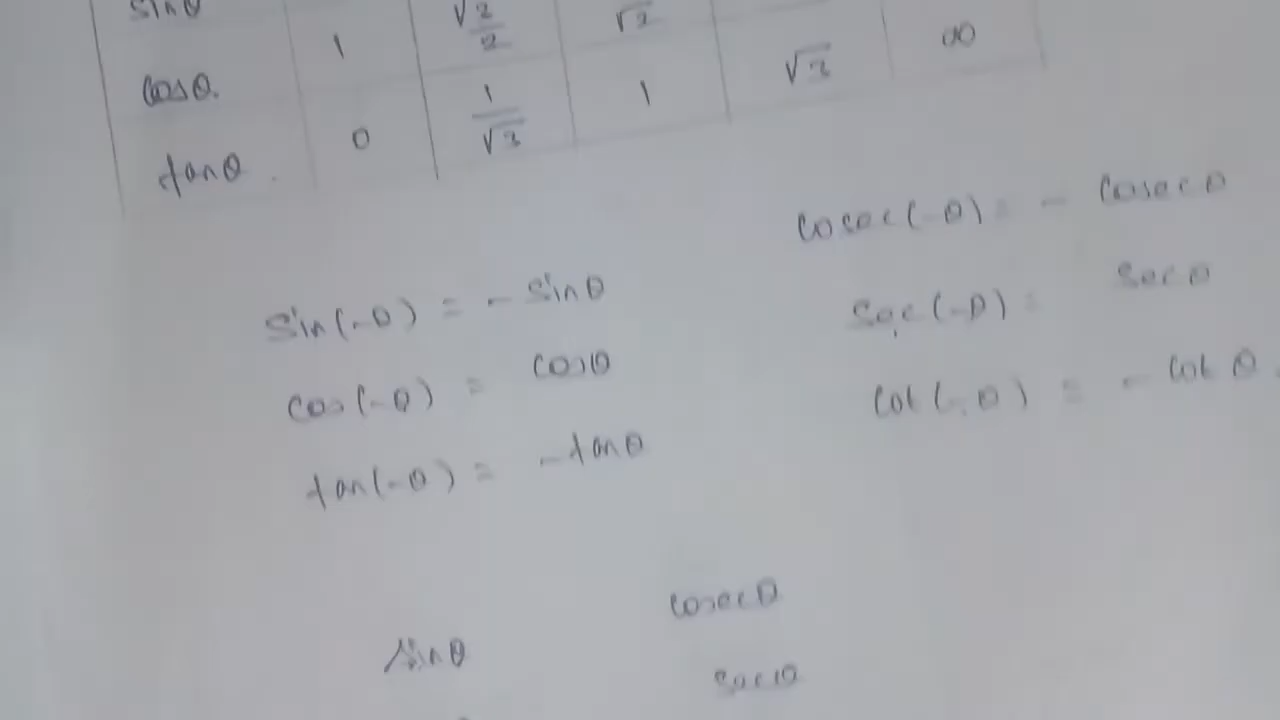 sinθ
cosθ. 1 √3/2 √2
tanθ. 0 1/√3 1 √3 ∞
sin(-θ) = - sinθ
cos(-θ) = cosθ
tan(-θ) = -tanθ
cosec(-θ) = - cosecθ
sec(-θ) = secθ
cot(-θ) = - cotθ.
sinθ cosecθ
secθ